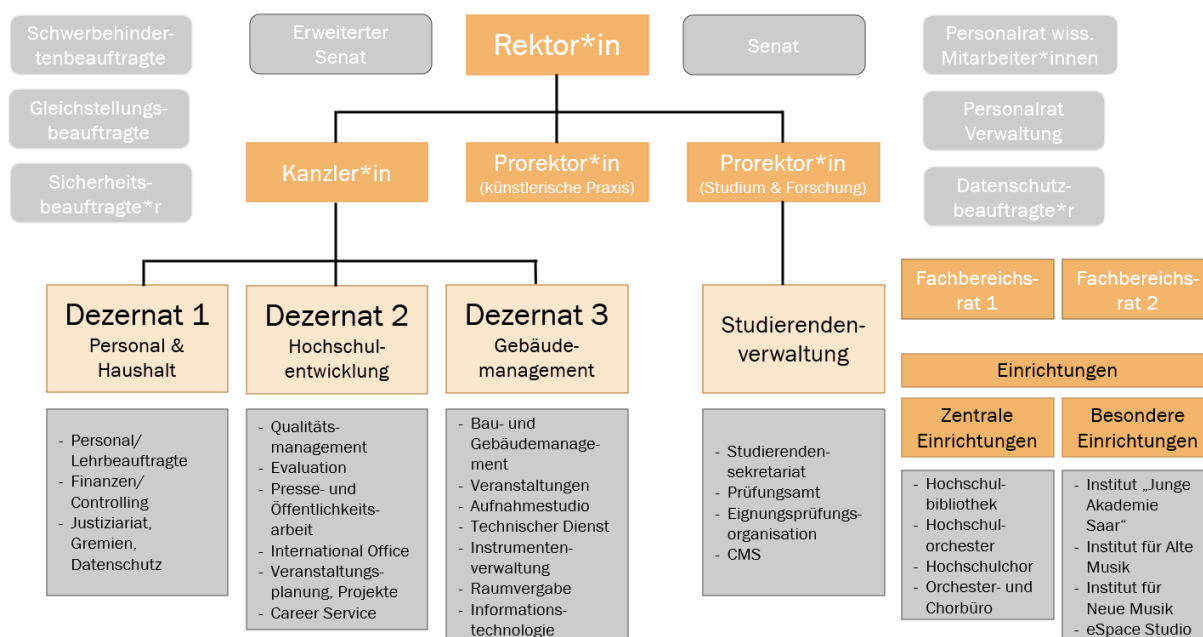 Schwerbehinder-
tenbeauftragte
Erweiterter
Senat
Rektor*in
Senat
Personalrat wiss.
Mitarbeiter*innen
Gleichstellungs-
beauftragte
Personalrat
Verwaltung
Kanzler*in
Prorektor*in
(künstlerische Praxis)
Prorektor*in
(Studium & Forschung)
Sicherheits-
beauftragte*r
Datenschutz-
beauftragte*r
Fachbereichs-
rat 1
Fachbereichs-
rat 2
Dezernat 1
Personal &
Haushalt
Dezernat 2
Hochschul-
entwicklung
Dezernat 3
Gebäude-
management
Studierenden-
verwaltung
Einrichtungen
Zentrale
Einrichtungen
Besondere
Einrichtungen
- Personal/
Lehrbeauftragte
- Finanzen/
Controlling
- Justiziariat,
Gremien,
Datenschutz
- Qualitäts-
management
- Evaluation
- Presse- und
Öffentlichkeits-
arbeit
- International Office
- Veranstaltungs-
planung, Projekte
- Career Service
- Bau- und
Gebäudemanage-
ment
- Veranstaltungen
- Aufnahmestudio
- Technischer Dienst
- Instrumenten-
verwaltung
- Raumvergabe
- Informations-
technologie
- Studierenden-
sekretariat
- Prüfungsamt
- Eignungsprüfungs-
organisation
- CMS
- Hochschul-
bibliothek
- Hochschul-
orchester
- Hochschulchor
- Orchester- und
Chorbüro
- Institut „Junge
Akademie
Saar“
- Institut für Alte
Musik
- Institut für
Neue Musik
- eSpace Studio